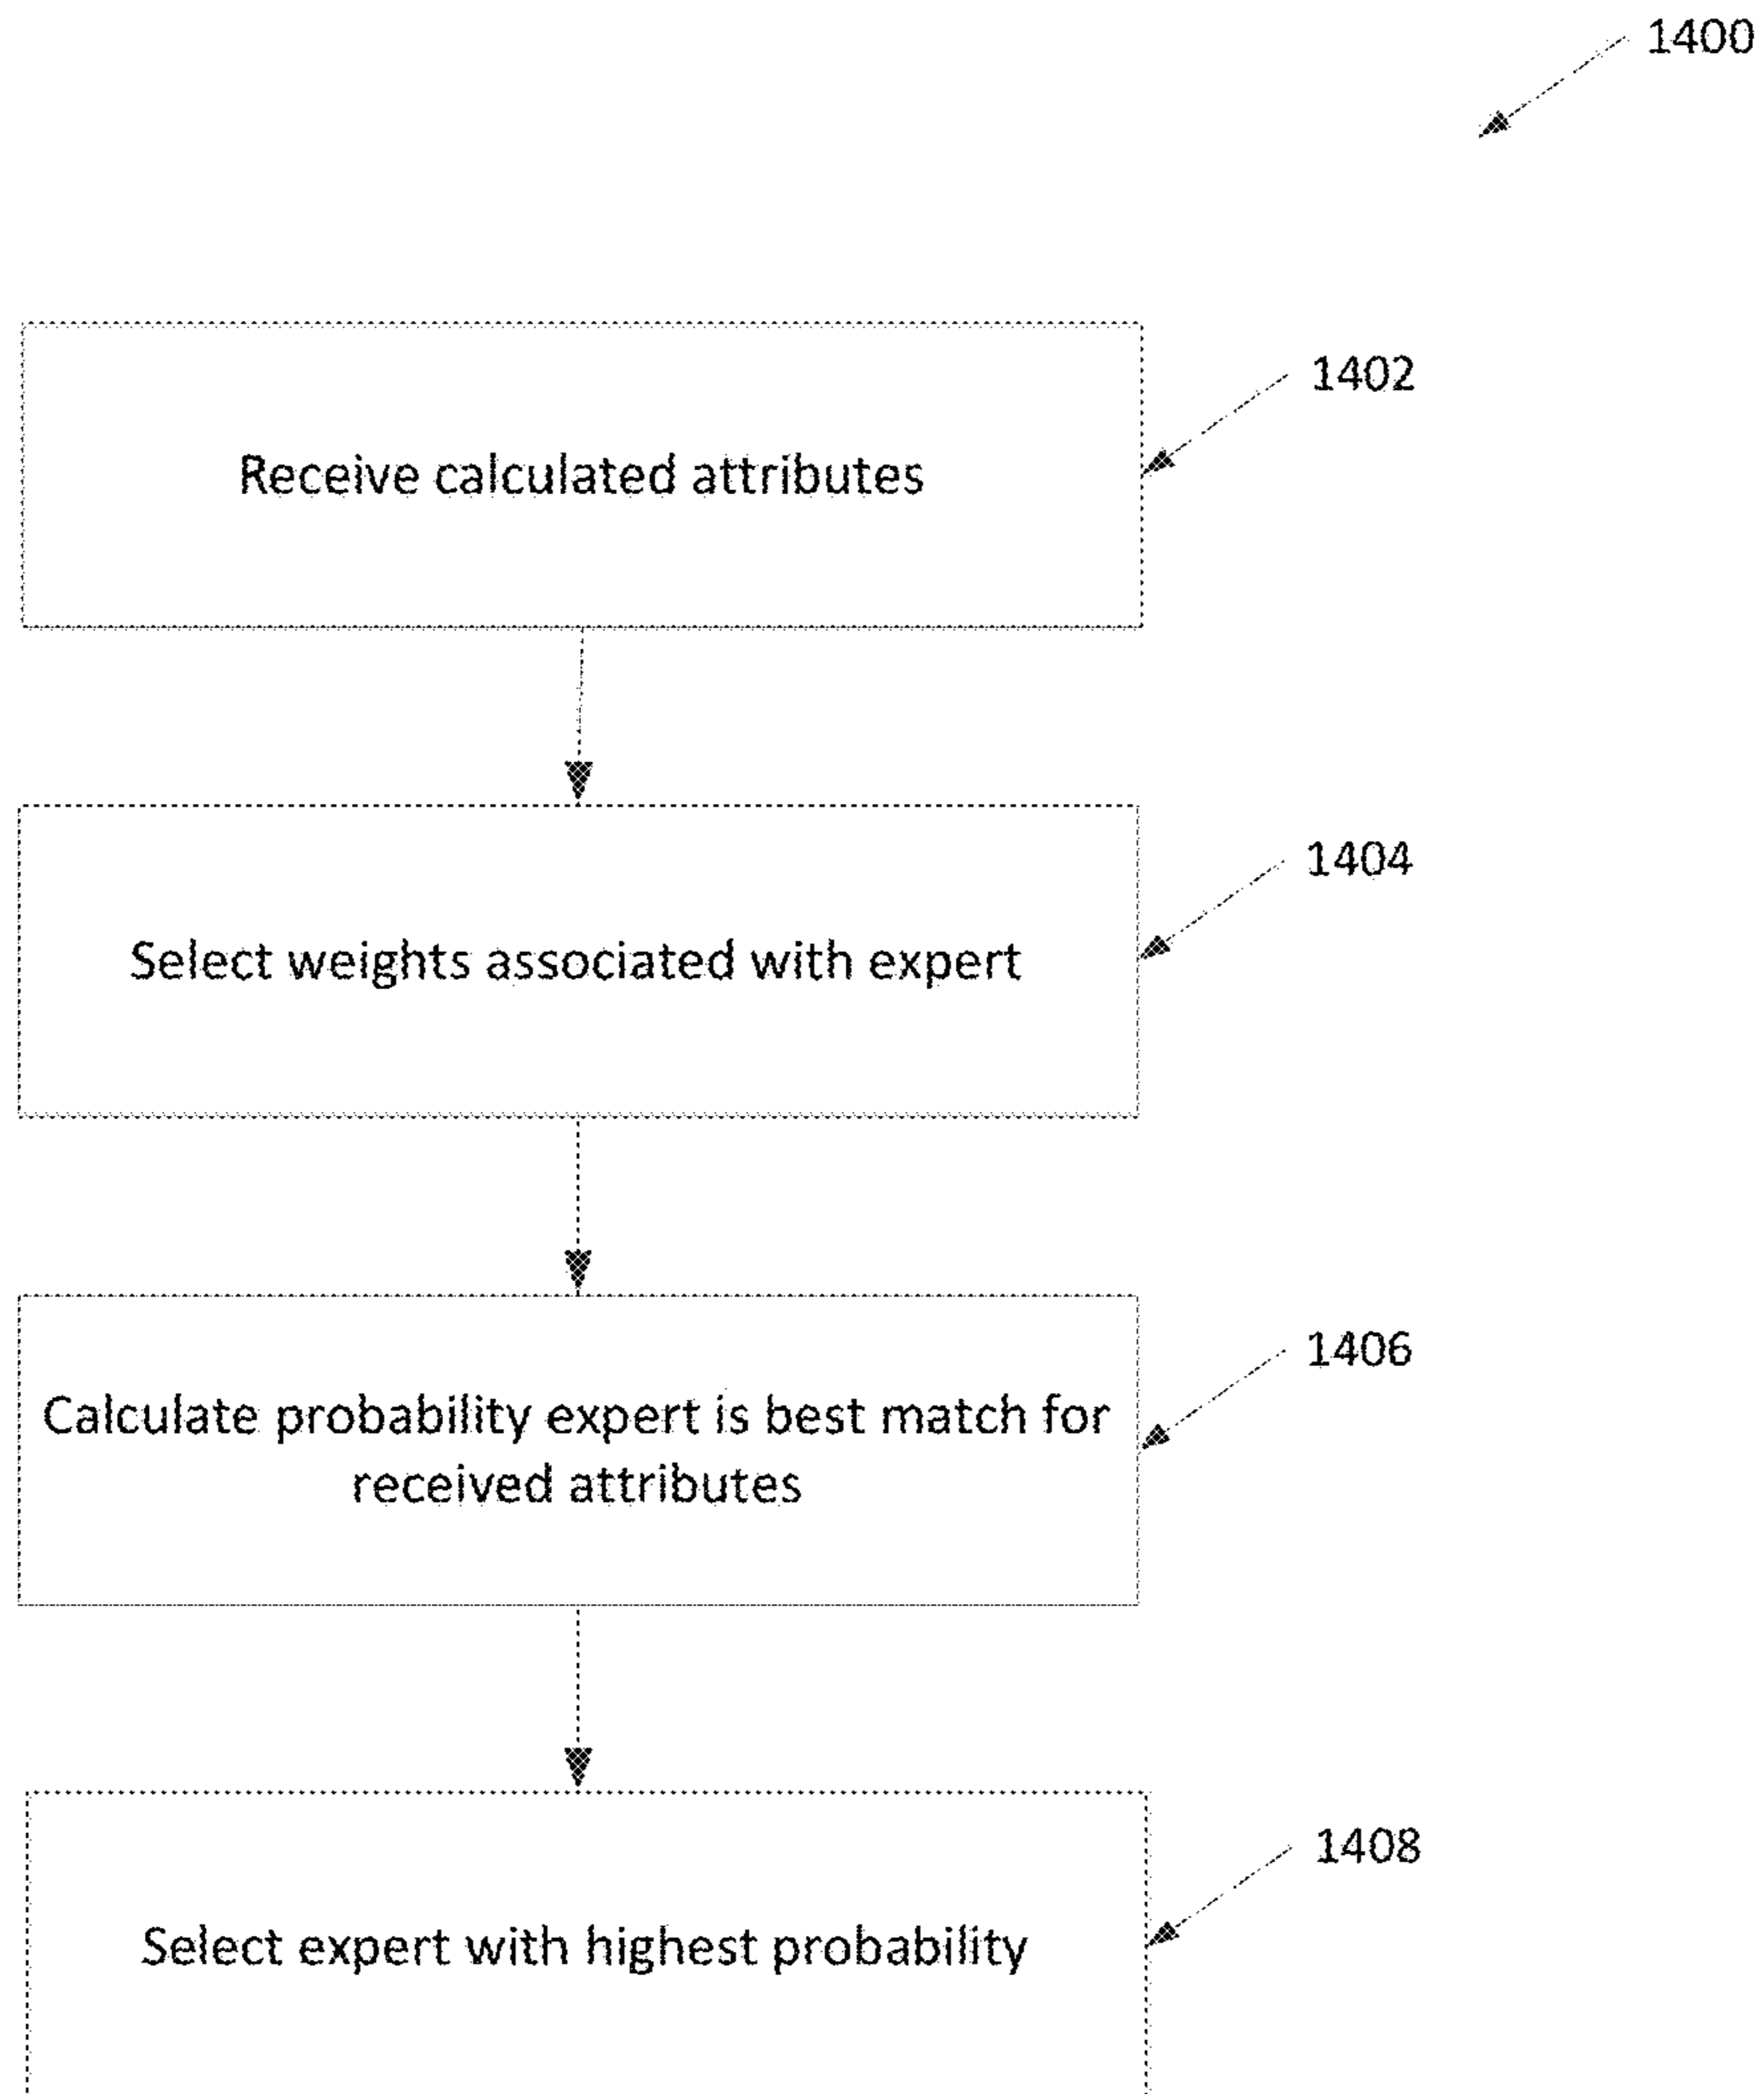 1400
1402
Receive calculated attributes
1404
Select weights associated with expert
1406
Calculate probability expert is best match for
received attributes
1408
Select expert with highest probability